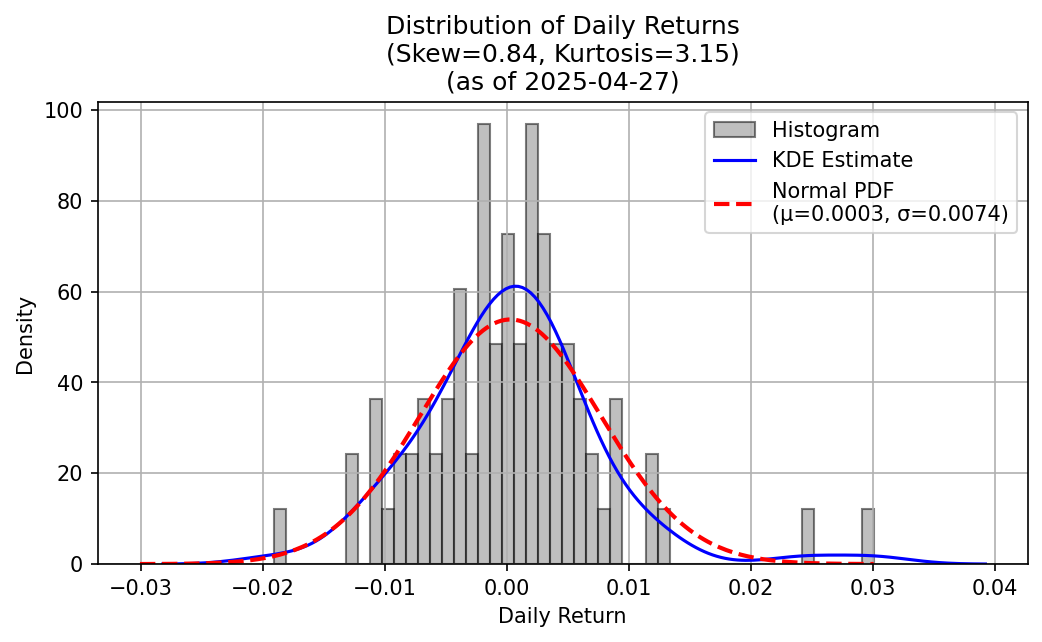 Distribution of Daily Returns
(Skew=0.84, Kurtosis=3.15)
(as of 2025-04-27)
100
80
60
40
20
0
Density
Histogram
KDE Estimate
Normal PDF
(μ=0.0003, σ=0.0074)
−0.03 −0.02 −0.01 0.00 0.01 0.02 0.03 0.04
Daily Return